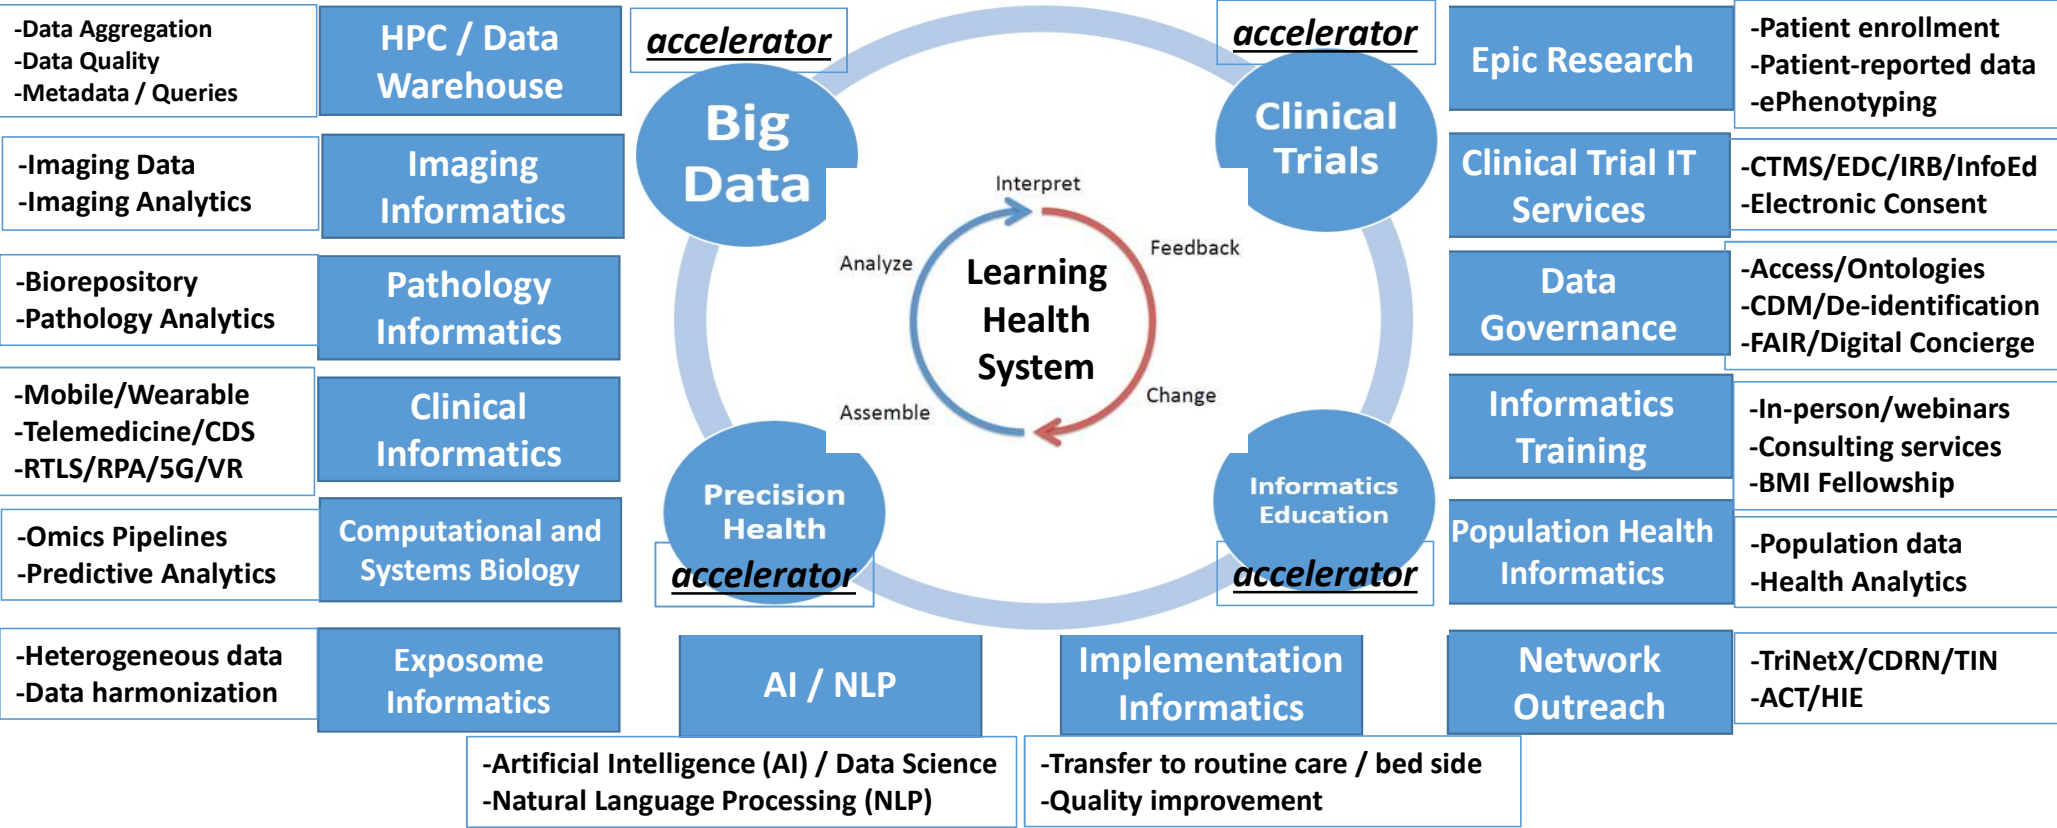 -Data Aggregation
-Data Quality
-Metadata / Queries
HPC / Data
Warehouse
-Imaging Data
-Imaging Analytics
Imaging
Informatics
-Biorepository
-Pathology Analytics
Pathology
Informatics
-Mobile/Wearable
-Telemedicine/CDS
-RTLS/RPA/5G/VR
Clinical
Informatics
-Omics Pipelines
-Predictive Analytics
Computational and
Systems Biology
-Heterogeneous data
-Data harmonization
Exposome
Informatics
accelerator
Big
Data
accelerator
Clinical
Trials
Interpret
Analyze
Feedback
Learning
Health
System
Assemble
Change
Precision
Health
accelerator
Informatics
Education
accelerator
AI / NLP
-Artificial Intelligence (AI) / Data Science
-Natural Language Processing (NLP)
Implementation
Informatics
-Transfer to routine care / bed side
-Quality improvement
Epic Research
-Patient enrollment
-Patient-reported data
-ePhenotyping
Clinical Trial IT
Services
-CTMS/EDC/IRB/InfoEd
-Electronic Consent
Data
Governance
-Access/Ontologies
-CDM/De-identification
-FAIR/Digital Concierge
Informatics
Training
-In-person/webinars
-Consulting services
-BMI Fellowship
Population Health
Informatics
-Population data
-Health Analytics
Network
Outreach
-TriNetX/CDRN/TIN
-ACT/HIE